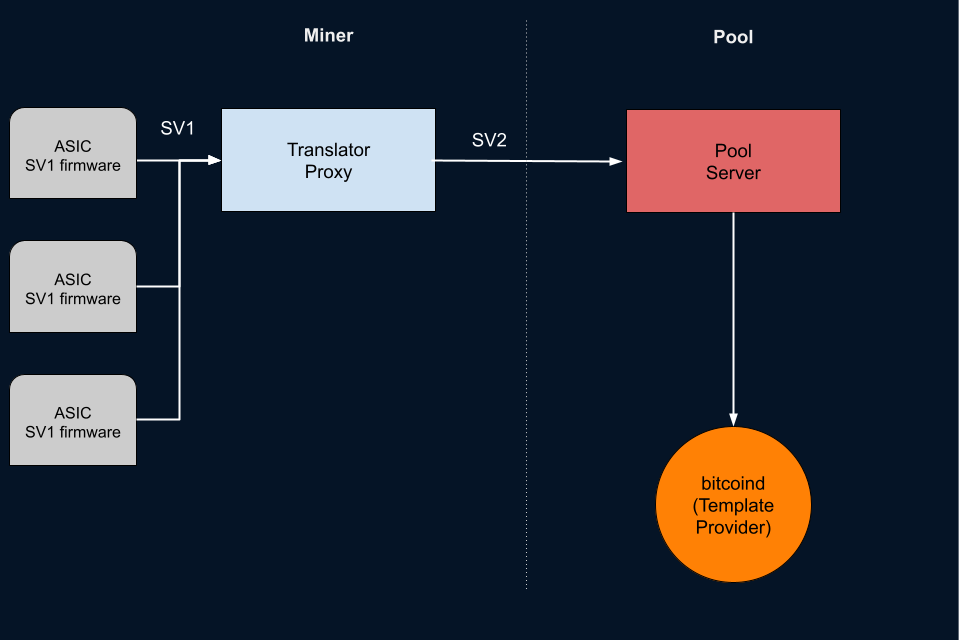 Miner
Pool
SV1
ASIC
SV1 firmware
Translator
Proxy
SV2
Pool
Server
ASIC
SV1 firmware
ASIC
SV1 firmware
bitcoind
(Template
Provider)